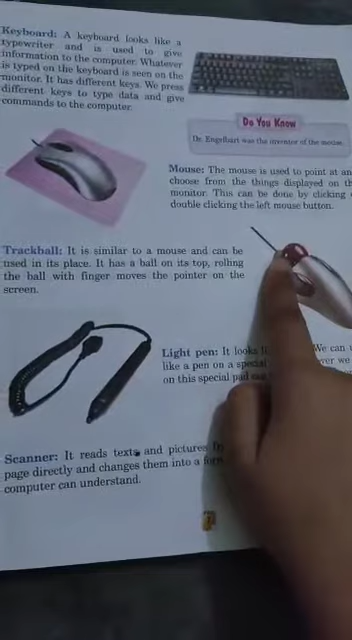 Keyboard: A keyboard looks like a
typewriter and is used to give
information to the computer. Whatever
is typed on the keyboard is seen on the
monitor. It has different keys. We press
different keys to type data and give
commands to the computer.
Do You Know
Dr. Engelbart was the inventor of the mouse.
Mouse: The mouse is used to point at an
choose from the things displayed on th
monitor. This can be done by clicking
double clicking the left mouse button.
Trackball: It is similar to a mouse and can be
used in its place. It has a ball on its top, rolling
the ball with finger moves the pointer on the
screen.
Light pen: It looks We can
like a pen on a special ver we
on this special pad
Scanner: It reads texts and pictures
page directly and changes them into a
computer can understand.